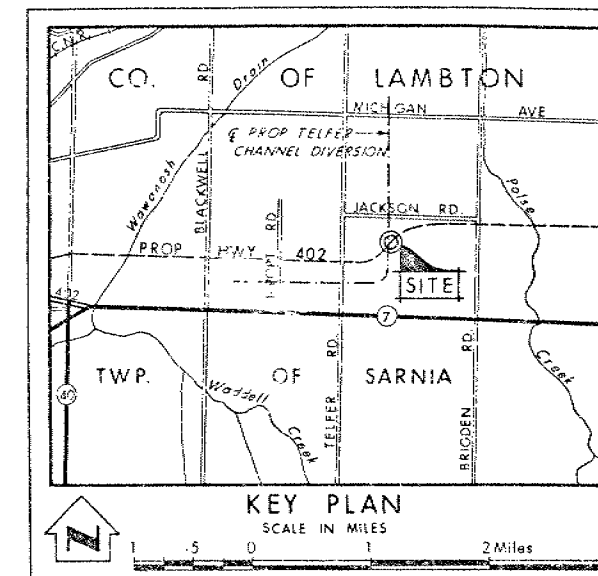 C.N.R.
CO. OF LAMBTON
RD
Drain
MICHIGAN AVE
℄ PROP TELFER
CHANNEL DIVERSION
Wawanosh
BLACKWELL
JACKSON RD.
Polse
RD
PROP HWY 402
SITE
402
7
TWP. OF SARNIA
40
RD
RD
Waddell
Creek
Creek
TELFER
BRIGDEN
N
KEY PLAN
SCALE IN MILES
1 .5 0 1 2 Miles